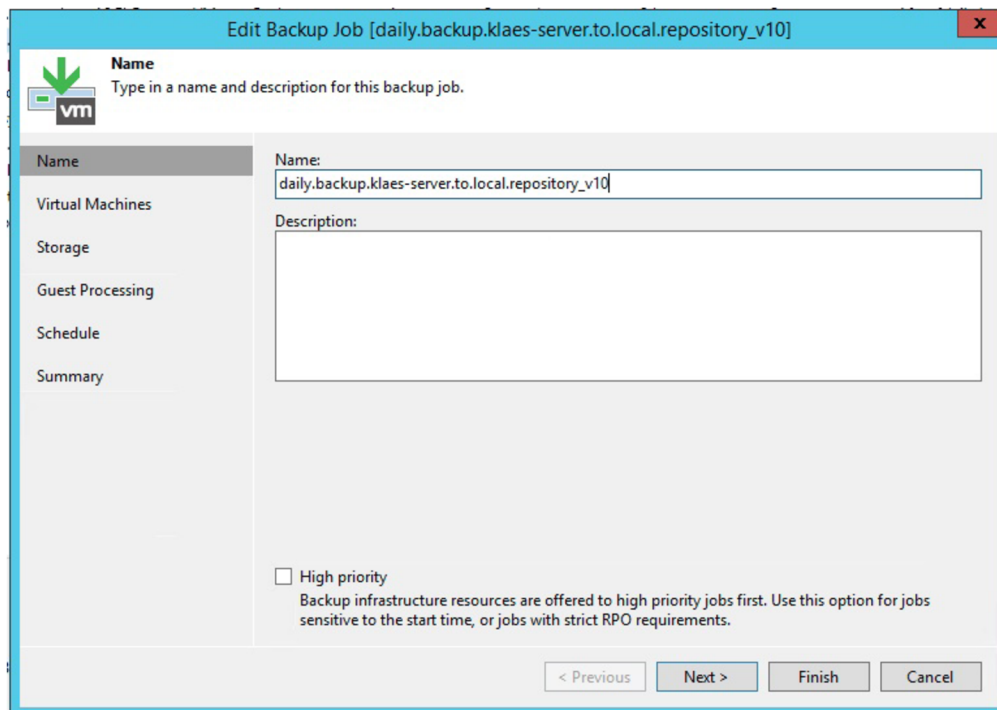 Edit Backup Job [daily.backup.klaes-server.to.local.repository_v10]
x
Name
Type in a name and description for this backup job.
vm
Name
Virtual Machines
Storage
Guest Processing
Schedule
Summary
Name:
daily.backup.klaes-server.to.local.repository_v10
Description:
High priority
Backup infrastructure resources are offered to high priority jobs first. Use this option for jobs
sensitive to the start time, or jobs with strict RPO requirements.
< Previous
Next >
Finish
Cancel